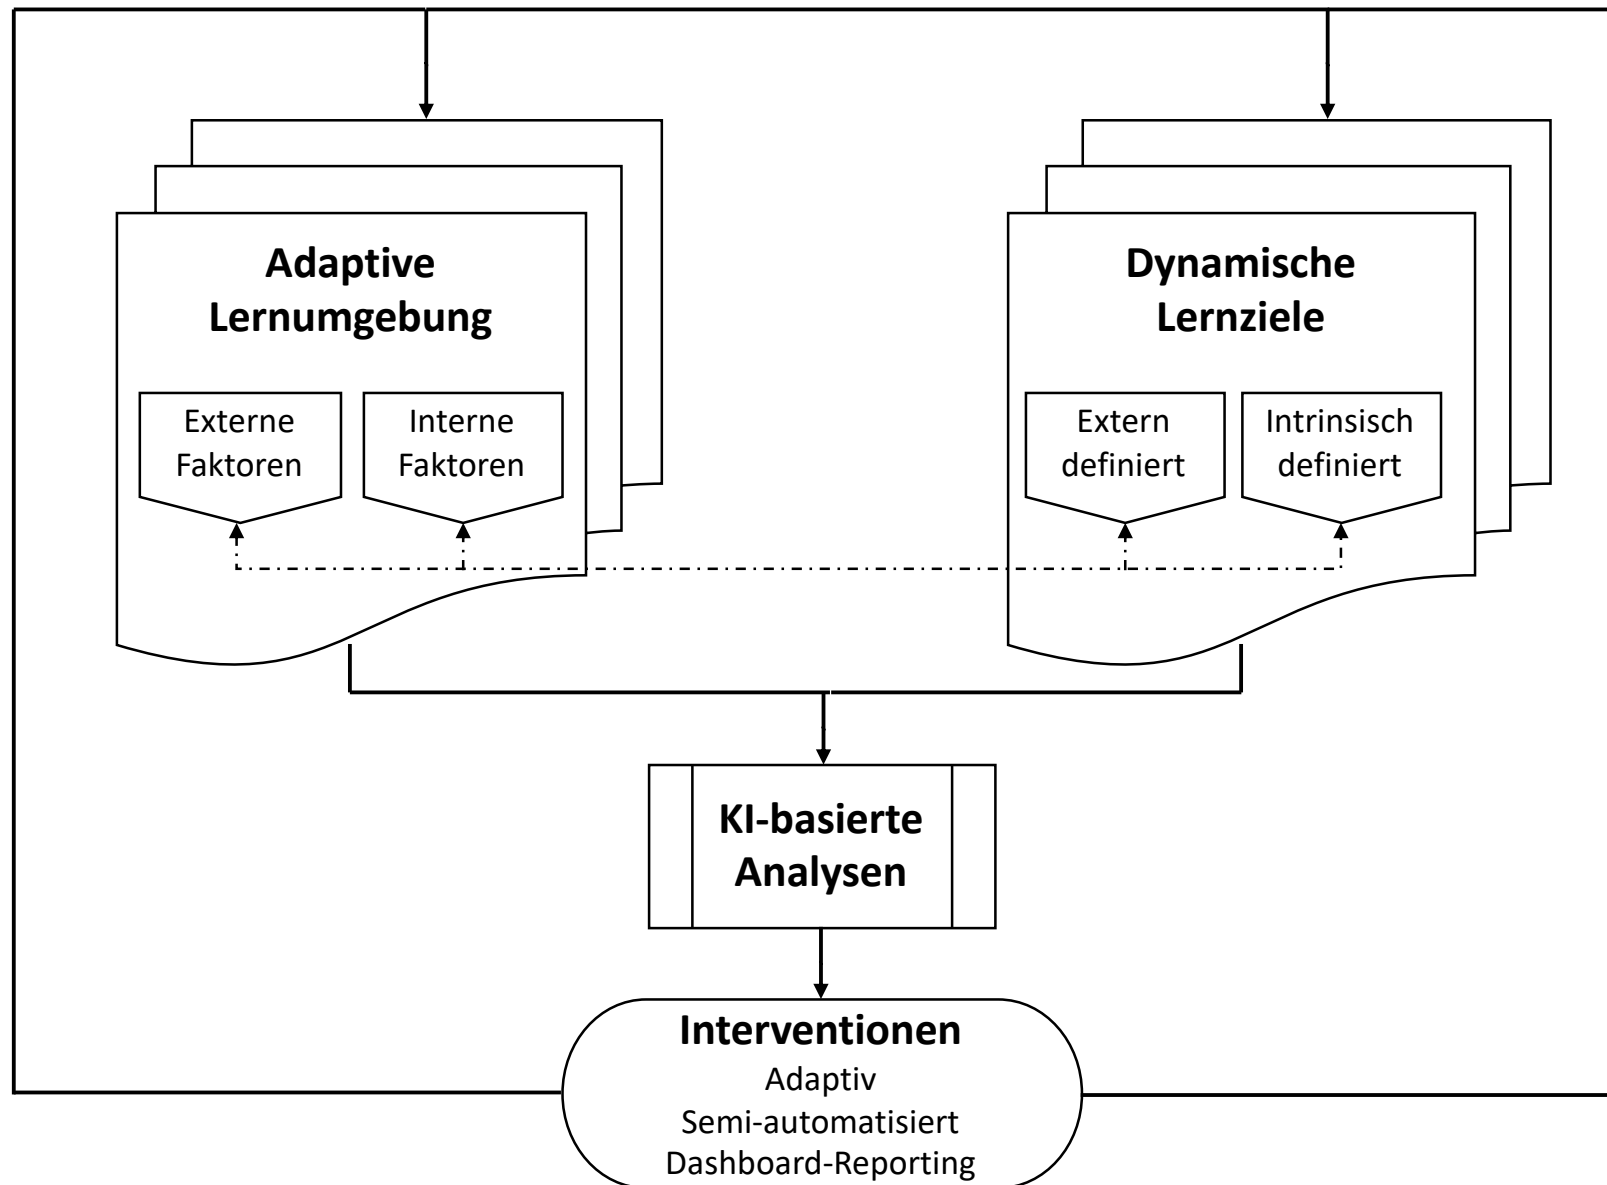 Adaptive
Lernumgebung
Externe
Faktoren
Interne
Faktoren
Dynamische
Lernziele
Extern
definiert
Intrinsisch
definiert
KI-basierte
Analysen
Interventionen
Adaptiv
Semi-automatisiert
Dashboard-Reporting